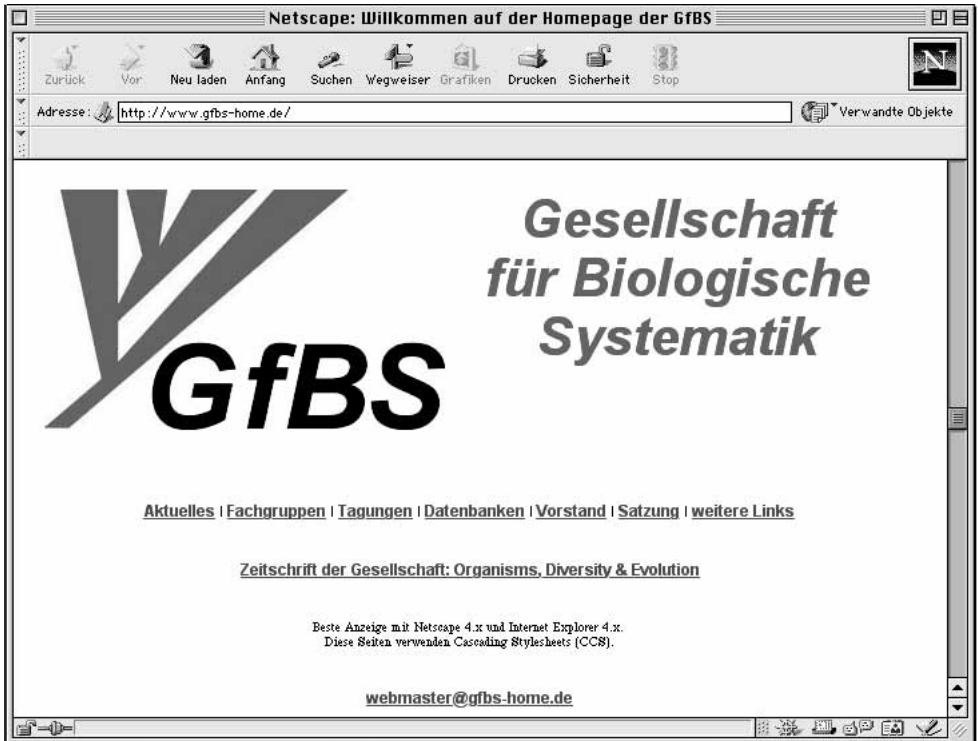 Netscape: Willkommen auf der Homepage der GfBS
Zurück Vor Neu laden Anfang Suchen Wegweiser Grafiken Drucken Sicherheit Stop
N
Adresse: http://www.gfbs-home.de/ Verwandte Objekte
Gesellschaft
für Biologische
Systematik
GfBS
Aktuelles | Fachgruppen | Tagungen | Datenbanken | Vorstand | Satzung | weitere Links
Zeitschrift der Gesellschaft: Organisms, Diversity & Evolution
Beste Anzeige mit Netscape 4.x und Internet Explorer 4.x.
Diese Seiten verwenden Cascading Stylesheets (CCS).
webmaster@gfbs-home.de